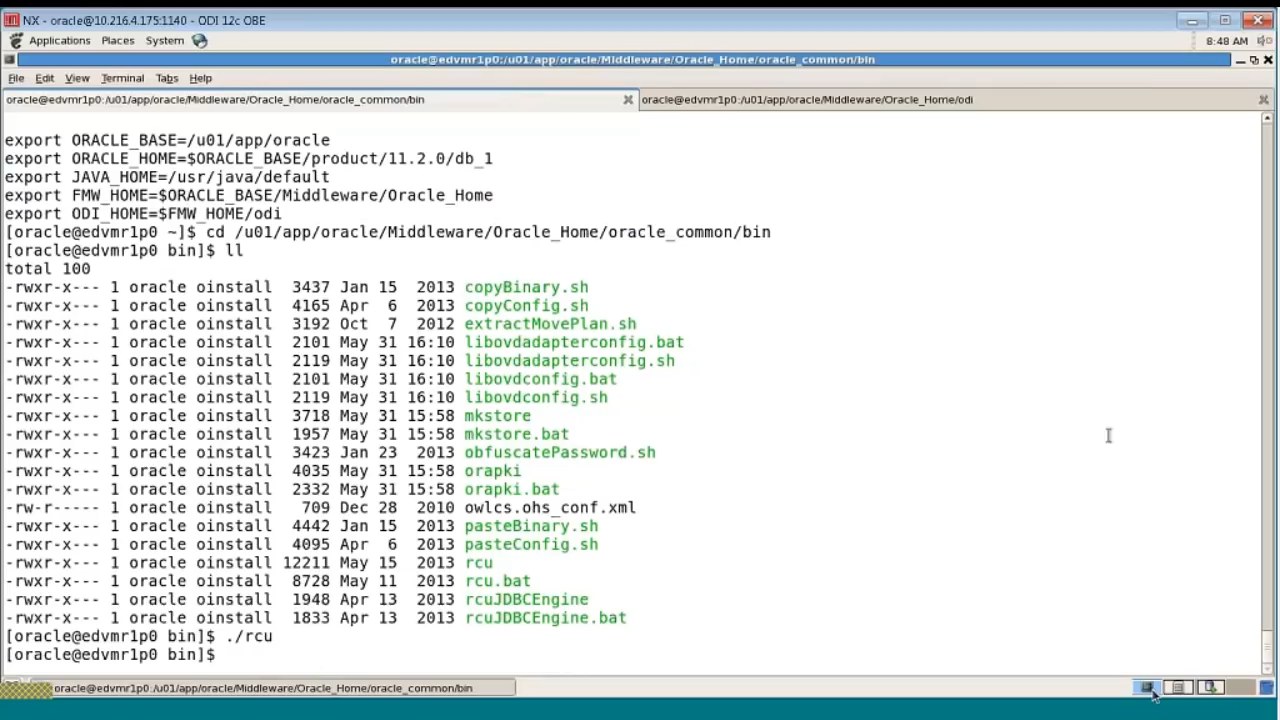 NX - oracle@10.216.4.175:1140 - ODI 12c OBE
Applications Places System 8:48 AM
oracle@edvmr1p0:/u01/app/oracle/Middleware/Oracle_Home/oracle_common/bin
File Edit View Terminal Tabs Help
oracle@edvmr1p0:/u01/app/oracle/Middleware/Oracle_Home/oracle_common/bin oracle@edvmr1p0:/u01/app/oracle/Middleware/Oracle_Home/odi
export ORACLE_BASE=/u01/app/oracle
export ORACLE_HOME=$ORACLE_BASE/product/11.2.0/db_1
export JAVA_HOME=/usr/java/default
export FMW_HOME=$ORACLE_BASE/Middleware/Oracle_Home
export ODI_HOME=$FMW_HOME/odi
[oracle@edvmr1p0 ~]$ cd /u01/app/oracle/Middleware/Oracle_Home/oracle_common/bin
[oracle@edvmr1p0 bin]$ ll
total 100
-rwxr-x--- 1 oracle oinstall  3437 Jan 15  2013 copyBinary.sh
-rwxr-x--- 1 oracle oinstall  4165 Apr  6  2013 copyConfig.sh
-rwxr-x--- 1 oracle oinstall  3192 Oct  7  2012 extractMovePlan.sh
-rwxr-x--- 1 oracle oinstall  2101 May 31 16:10 libovdadapterconfig.bat
-rwxr-x--- 1 oracle oinstall  2119 May 31 16:10 libovdadapterconfig.sh
-rwxr-x--- 1 oracle oinstall  2101 May 31 16:10 libovdconfig.bat
-rwxr-x--- 1 oracle oinstall  2119 May 31 16:10 libovdconfig.sh
-rwxr-x--- 1 oracle oinstall  3718 May 31 15:58 mkstore
-rwxr-x--- 1 oracle oinstall  1957 May 31 15:58 mkstore.bat
-rwxr-x--- 1 oracle oinstall  3423 Jan 23  2013 obfuscatePassword.sh
-rwxr-x--- 1 oracle oinstall  4035 May 31 15:58 orapki
-rwxr-x--- 1 oracle oinstall  2332 May 31 15:58 orapki.bat
-rw-r----- 1 oracle oinstall   709 Dec 28  2010 owlcs.ohs_conf.xml
-rwxr-x--- 1 oracle oinstall  4442 Jan 15  2013 pasteBinary.sh
-rwxr-x--- 1 oracle oinstall  4095 Apr  6  2013 pasteConfig.sh
-rwxr-x--- 1 oracle oinstall 12211 May 15  2013 rcu
-rwxr-x--- 1 oracle oinstall  8728 May 11  2013 rcu.bat
-rwxr-x--- 1 oracle oinstall  1948 Apr 13  2013 rcuJDBCEngine
-rwxr-x--- 1 oracle oinstall  1833 Apr 13  2013 rcuJDBCEngine.bat
[oracle@edvmr1p0 bin]$ ./rcu
[oracle@edvmr1p0 bin]$
oracle@edvmr1p0:/u01/app/oracle/Middleware/Oracle_Home/oracle_common/bin